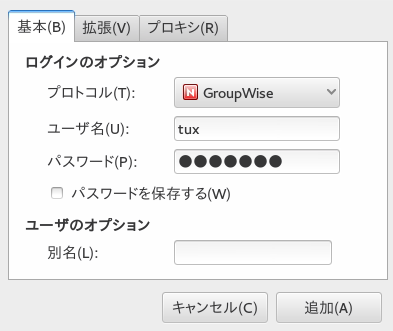 基本(B) 拡張(V) プロキシ(R)
ログインのオプション
プロトコル(T): GroupWise
ユーザ名(U): tux
パスワード(P): ●●●●●●●
パスワードを保存する(W)
ユーザのオプション
別名(L):
キャンセル(C) 追加(A)